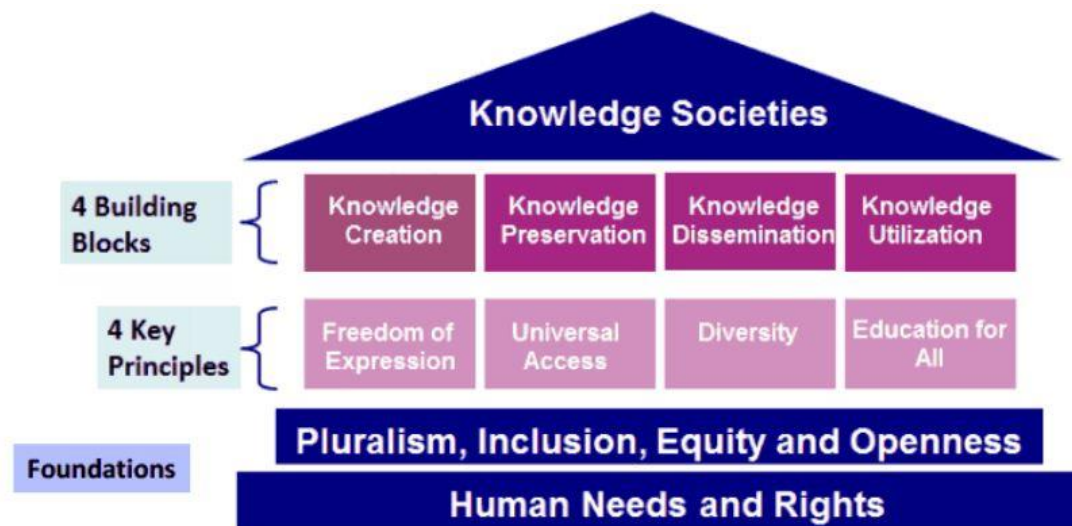 Knowledge Societies
4 Building
Blocks
Knowledge
Creation
Knowledge
Preservation
Knowledge
Dissemination
Knowledge
Utilization
4 Key
Principles
Freedom of
Expression
Universal
Access
Diversity
Education for
All
Pluralism, Inclusion, Equity and Openness
Foundations
Human Needs and Rights